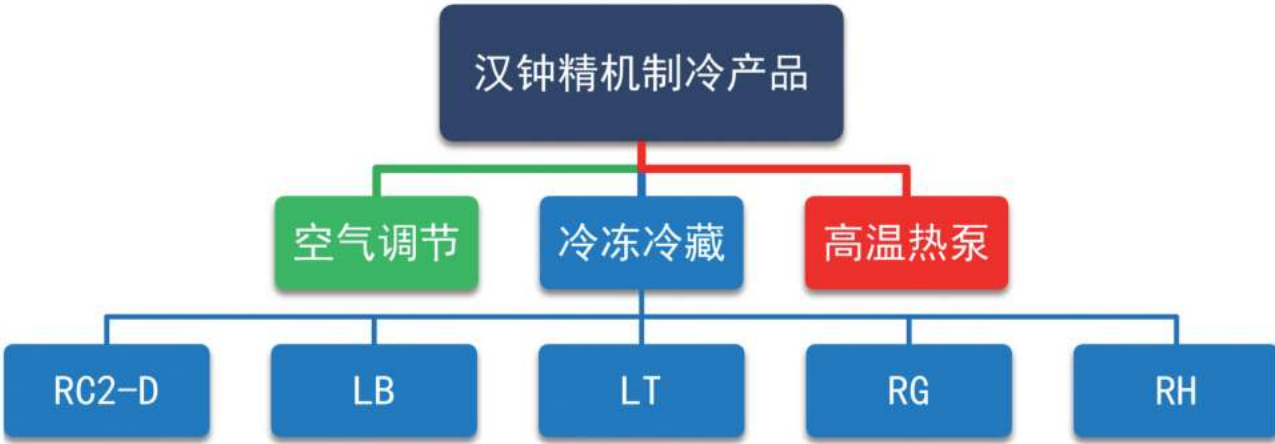 汉钟精机制冷产品
空气调节
冷冻冷藏
高温热泵
RC2-D
LB
LT
RG
RH